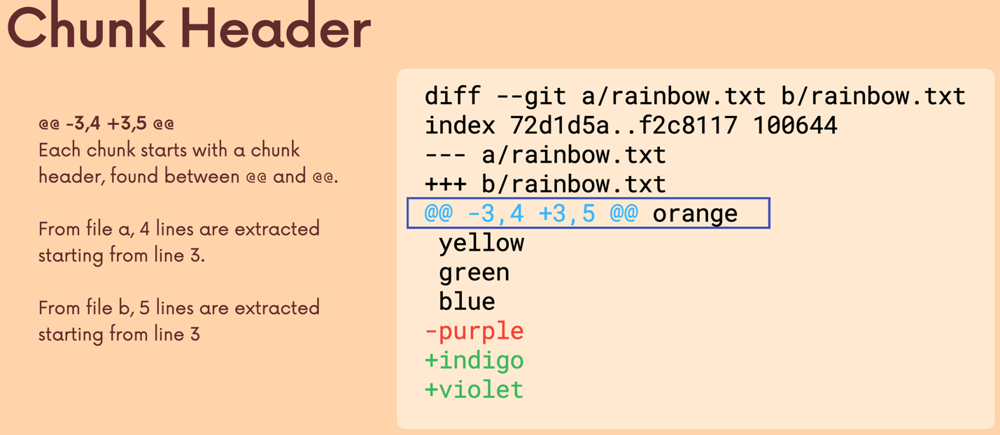 Chunk Header
@@ -3,4 +3,5 @@
Each chunk starts with a chunk
header, found between @@ and @@.
From file a, 4 lines are extracted
starting from line 3.
From file b, 5 lines are extracted
starting from line 3
diff --git a/rainbow.txt b/rainbow.txt
index 72d1d5a..f2c8117 100644
--- a/rainbow.txt
+++ b/rainbow.txt
@@ -3,4 +3,5 @@ orange
 yellow
 green
 blue
-purple
+indigo
+violet